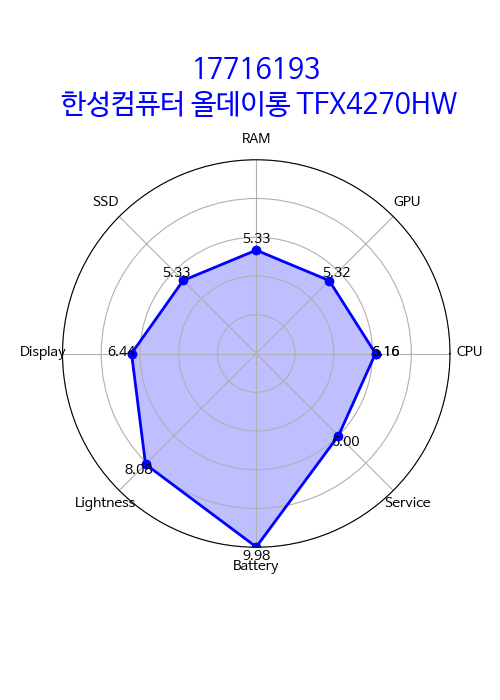 17716193
한성컴퓨터 올데이롱 TFX4270HW
RAM
SSD
GPU
5.33
5.33
5.32
Display
6.44
6.16
CPU
6.00
8.08
Lightness
Service
9.98
Battery